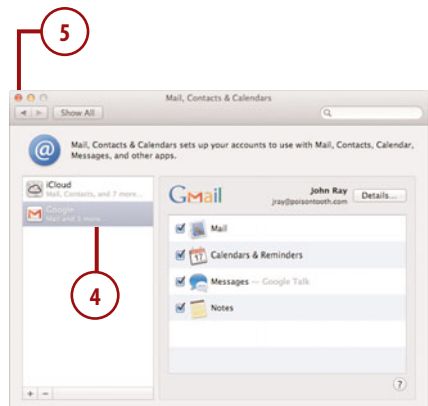 5
Mail, Contacts & Calendars
Show All
Mail, Contacts & Calendars sets up your accounts to use with Mail, Contacts, Calendar,
Messages, and other apps.
iCloud
Mail, Contacts, and 7 more...
Google
Mail and 3 more...
Gmail
John Ray
jray@poisontooth.com
Details...
Mail
17
Calendars & Reminders
Messages — Google Talk
Notes
4
+ −
?